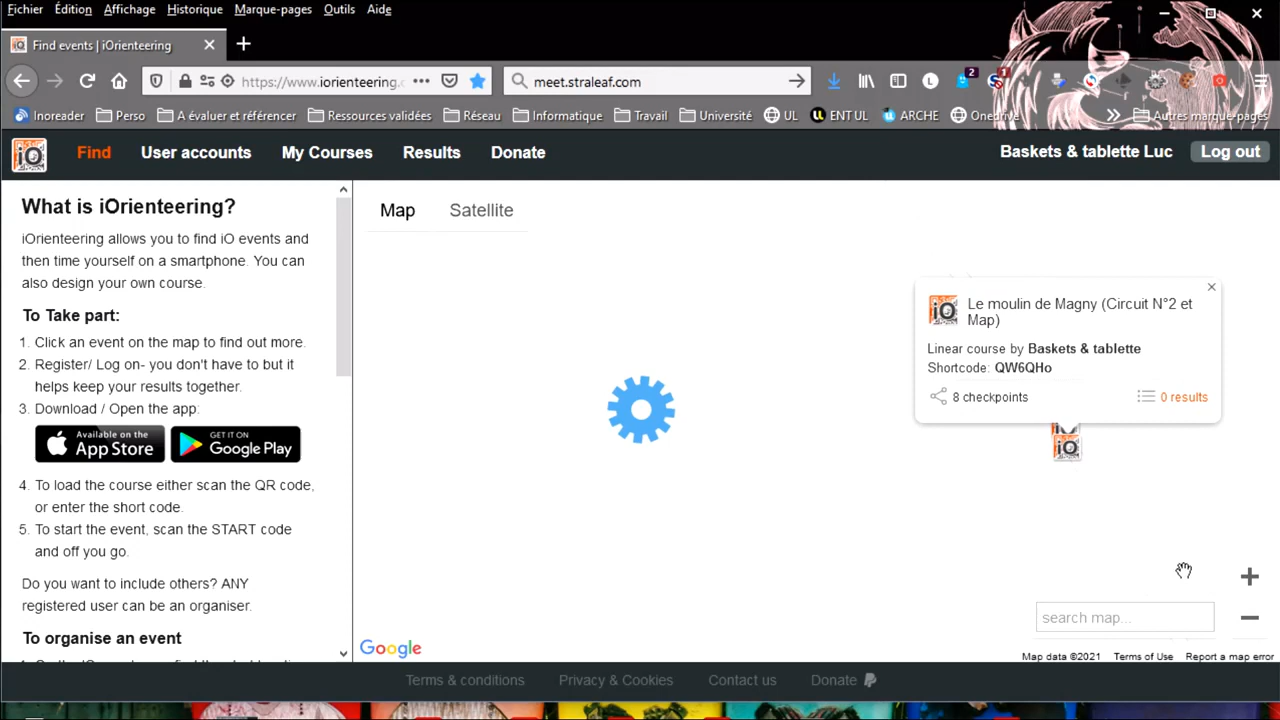 Fichier Édition Affichage Historique Marque-pages Outils Aide
Find events | iOrienteering
https://www.iorienteering.c
meet.straleaf.com
L
2
1
Inoreader Perso A évaluer et référencer Ressources validées Réseau Informatique Travail Université UL ENT UL ARCHE Onedrive Autres marque-pages
iO Find User accounts My Courses Results Donate Baskets & tablette Luc Log out
What is iOrienteering?
iOrienteering allows you to find iO events and
then time yourself on a smartphone. You can
also design your own course.
To Take part:
1. Click an event on the map to find out more.
2. Register/ Log on- you don't have to but it
helps keep your results together.
3. Download / Open the app:
Available on the
App Store
GET IT ON
Google Play
4. To load the course either scan the QR code,
or enter the short code.
5. To start the event, scan the START code
and off you go.
Do you want to include others? ANY
registered user can be an organiser.
To organise an event
Map Satellite
iO
Le moulin de Magny (Circuit N°2 et
Map)
Linear course by Baskets & tablette
Shortcode: QW6QHo
8 checkpoints 0 results
iO
search map...
Google
Map data ©2021 Terms of Use Report a map error
Terms & conditions Privacy & Cookies Contact us Donate